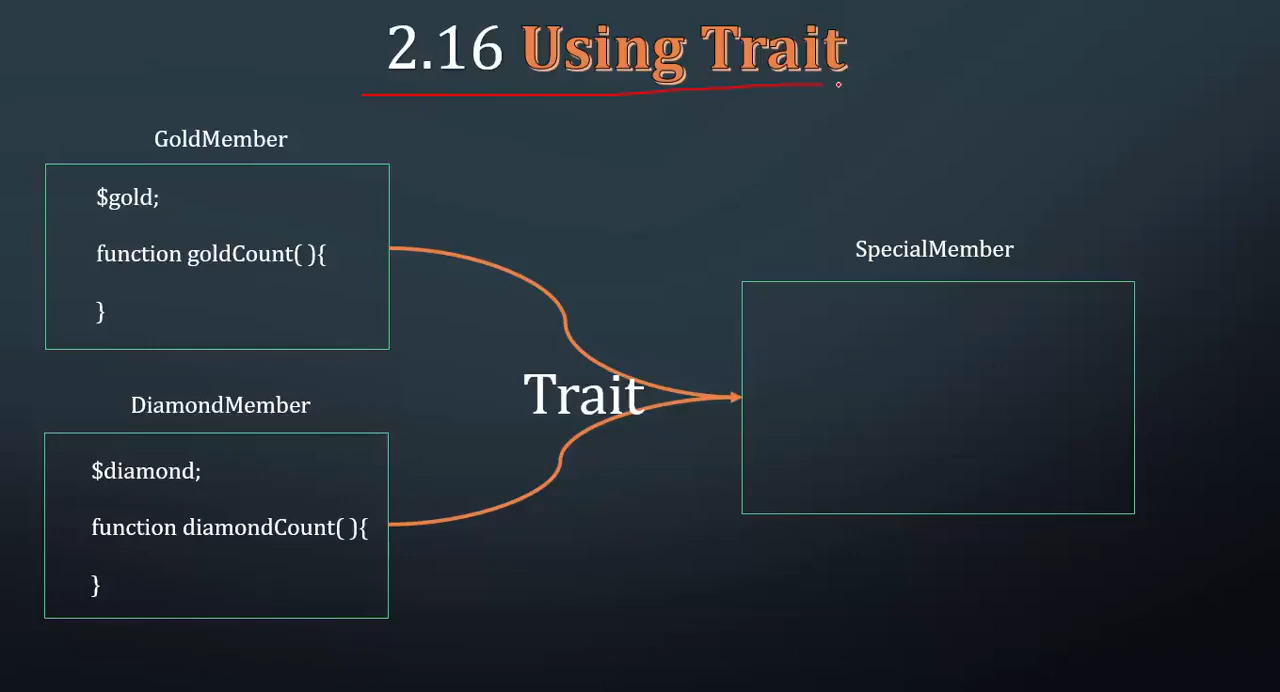 2.16 Using Trait
GoldMember
$gold;
function goldCount( ){
}
DiamondMember
$diamond;
function diamondCount( ){
}
Trait
SpecialMember